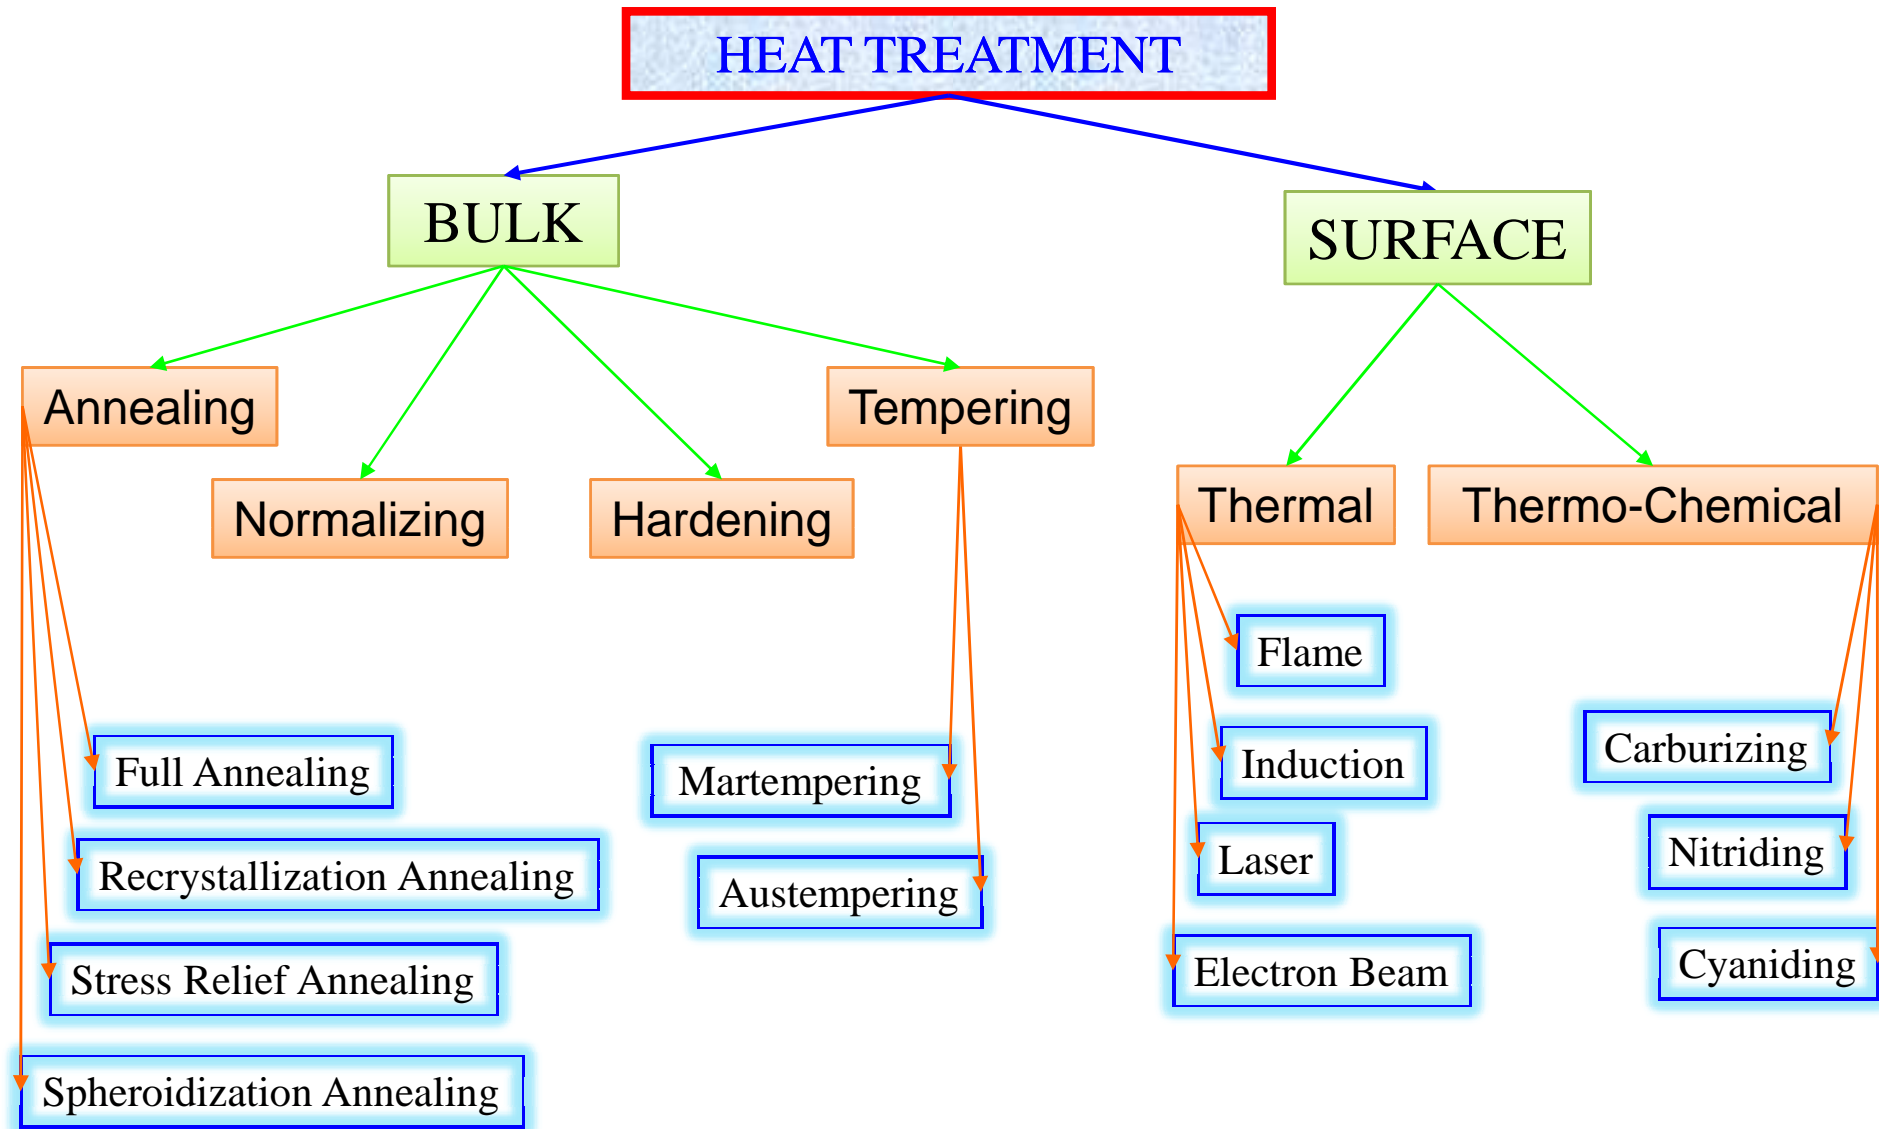 HEAT TREATMENT
BULK
SURFACE
Annealing
Tempering
Normalizing
Hardening
Thermal
Thermo-Chemical
Flame
Full Annealing
Martempering
Induction
Carburizing
Recrystallization Annealing
Austempering
Laser
Nitriding
Stress Relief Annealing
Electron Beam
Cyaniding
Spheroidization Annealing